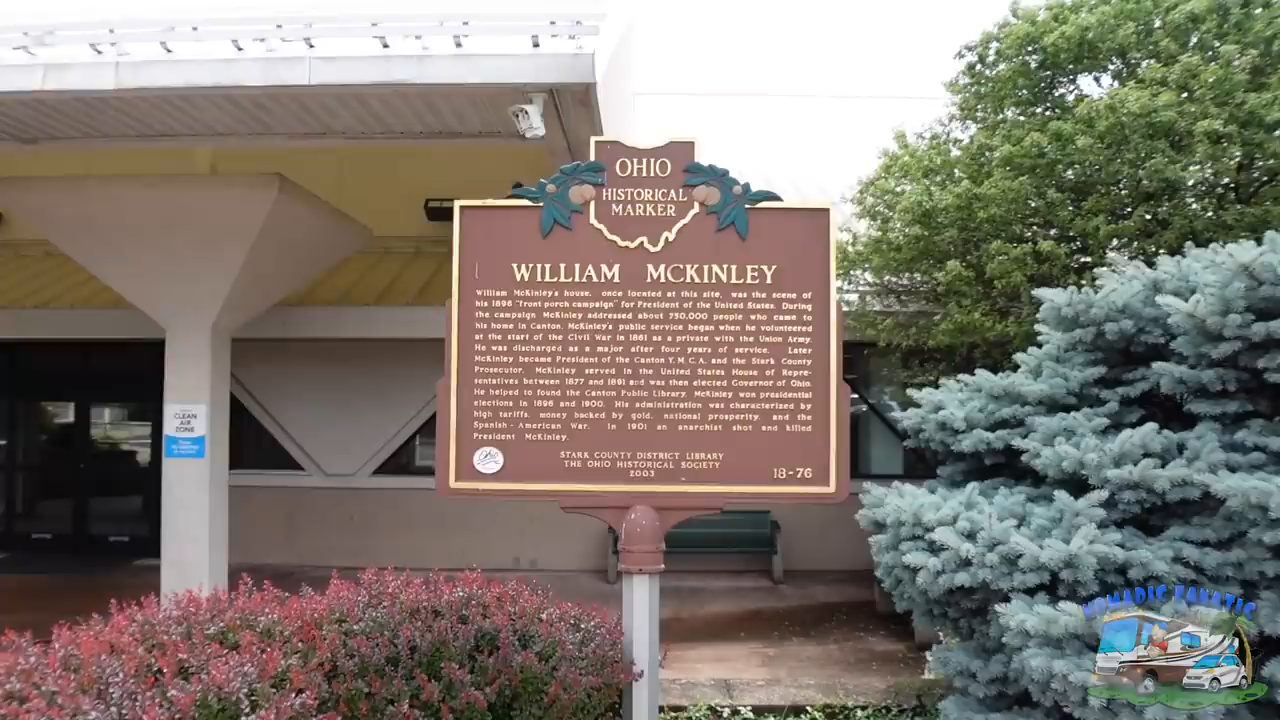 OHIO
HISTORICAL
MARKER
WILLIAM MCKINLEY
William McKinley's house, once located at this site, was the scene of
his 1896 "front porch campaign" for President of the United States. During
the campaign McKinley addressed about 750,000 people who came to
his home in Canton. McKinley's public service began when he volunteered
at the start of the Civil War in 1861 as a private with the Union Army.
He was discharged as a major after four years of service. Later
McKinley became President of the Canton Y.M.C.A. and the Stark County
Prosecutor. McKinley served in the United States House of Repre-
sentatives between 1877 and 1891 and was then elected Governor of Ohio.
He helped to found the Canton Public Library. McKinley won presidential
elections in 1896 and 1900. His administration was characterized by
high tariffs, money backed by gold, national prosperity, and the
Spanish - American War. In 1901 an anarchist shot and killed
President McKinley.
STARK COUNTY DISTRICT LIBRARY
THE OHIO HISTORICAL SOCIETY
2003
18-76
CLEAN
AIR
ZONE
NOMADIC FANATIC